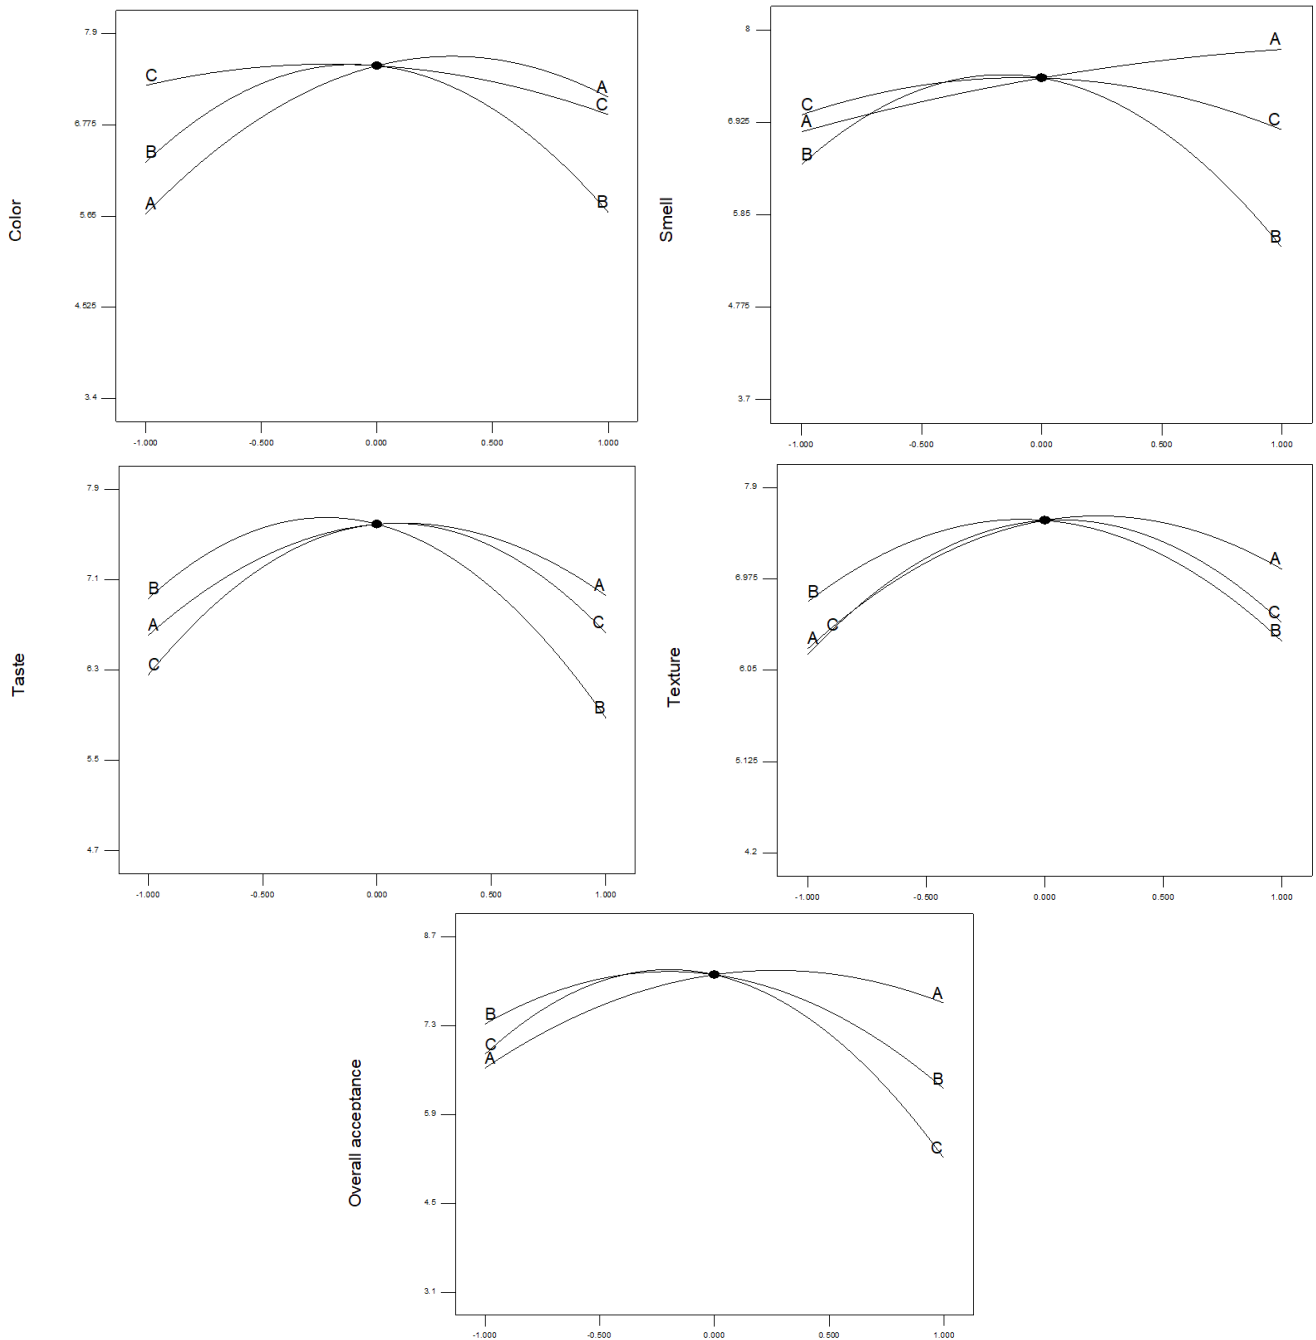 Color
7.9
6.775
5.65
4.525
3.4
C
B
A
A
C
B
-1.000 -0.500 0.000 0.500 1.000
Smell
8
6.925
5.85
4.775
3.7
C
A
B
A
C
B
-1.000 -0.500 0.000 0.500 1.000
Taste
7.9
7.1
6.3
5.5
4.7
B
A
C
A
C
B
-1.000 -0.500 0.000 0.500 1.000
Texture
7.9
6.975
6.05
5.125
4.2
B
C
A
A
C
B
-1.000 -0.500 0.000 0.500 1.000
Overall acceptance
8.7
7.3
5.9
4.5
3.1
B
C
A
A
B
C
-1.000 -0.500 0.000 0.500 1.000